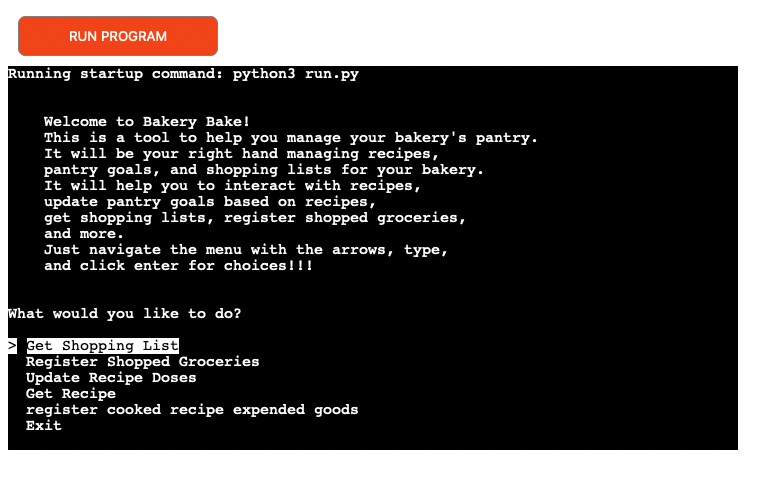 RUN PROGRAM
Running startup command: python3 run.py
Welcome to Bakery Bake!
This is a tool to help you manage your bakery's pantry.
It will be your right hand managing recipes,
pantry goals, and shopping lists for your bakery.
It will help you to interact with recipes,
update pantry goals based on recipes,
get shopping lists, register shopped groceries,
and more.
Just navigate the menu with the arrows, type,
and click enter for choices!!!
What would you like to do?
> Get Shopping List
Register Shopped Groceries
Update Recipe Doses
Get Recipe
register cooked recipe expended goods
Exit